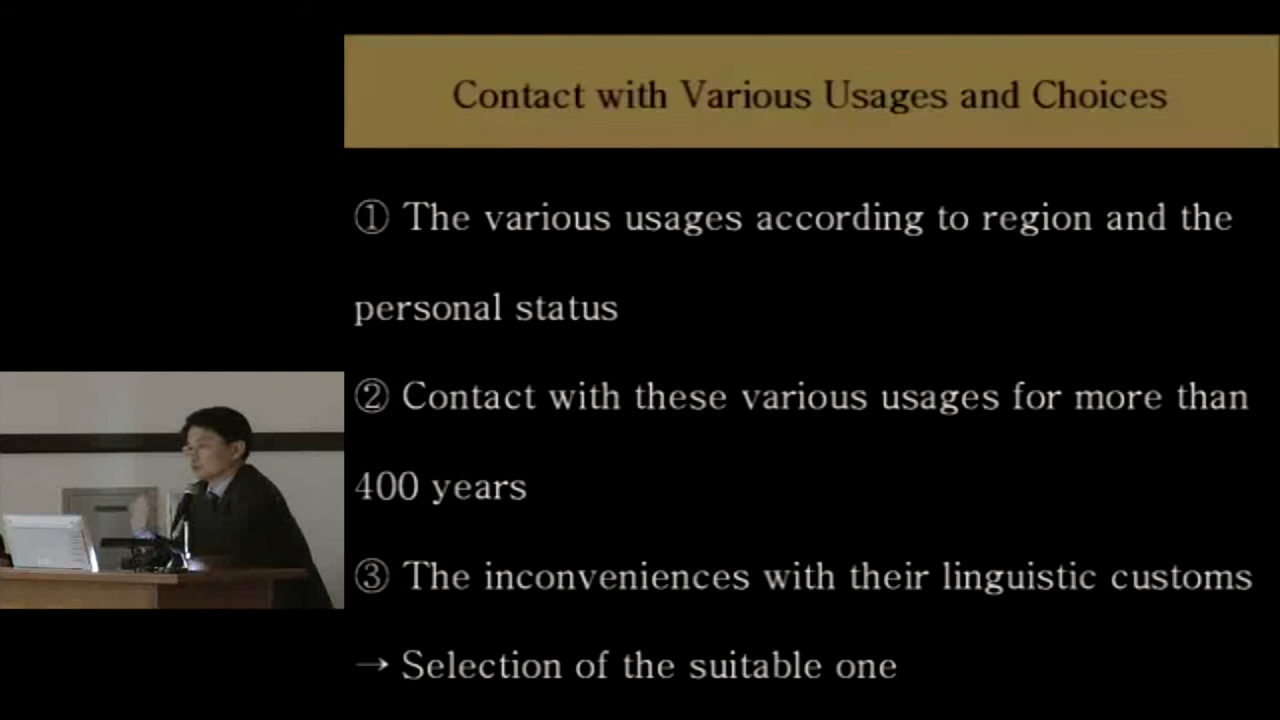 Contact with Various Usages and Choices
① The various usages according to region and the
personal status
② Contact with these various usages for more than
400 years
③ The inconveniences with their linguistic customs
→ Selection of the suitable one